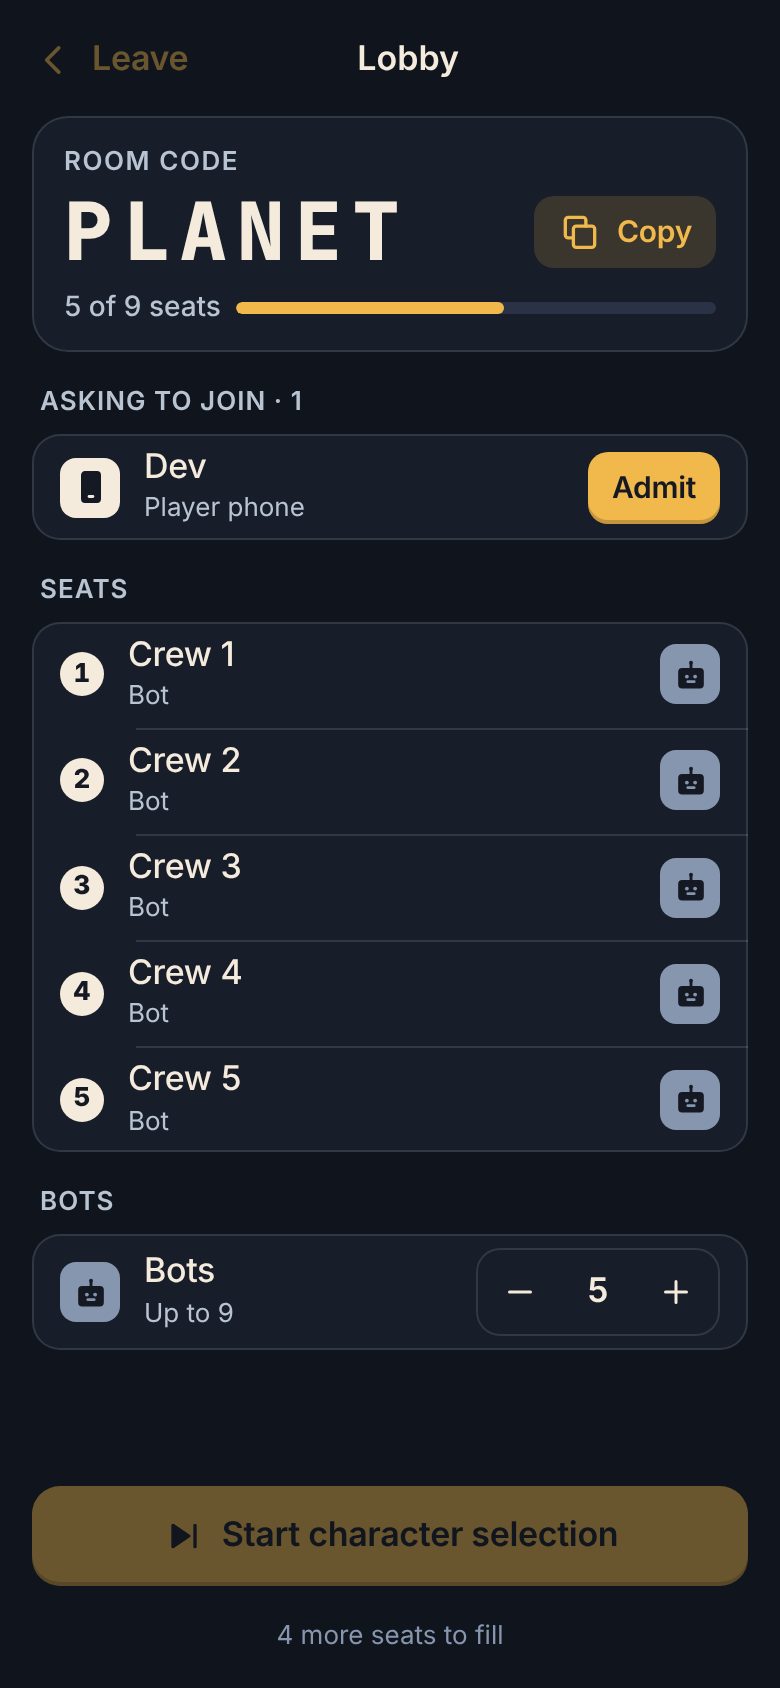 Leave
Lobby
ROOM CODE
PLANET
Copy
5 of 9 seats
ASKING TO JOIN · 1
Dev
Player phone
Admit
SEATS
1
Crew 1
Bot
2
Crew 2
Bot
3
Crew 3
Bot
4
Crew 4
Bot
5
Crew 5
Bot
BOTS
Bots
Up to 9
− 5 +
Start character selection
4 more seats to fill